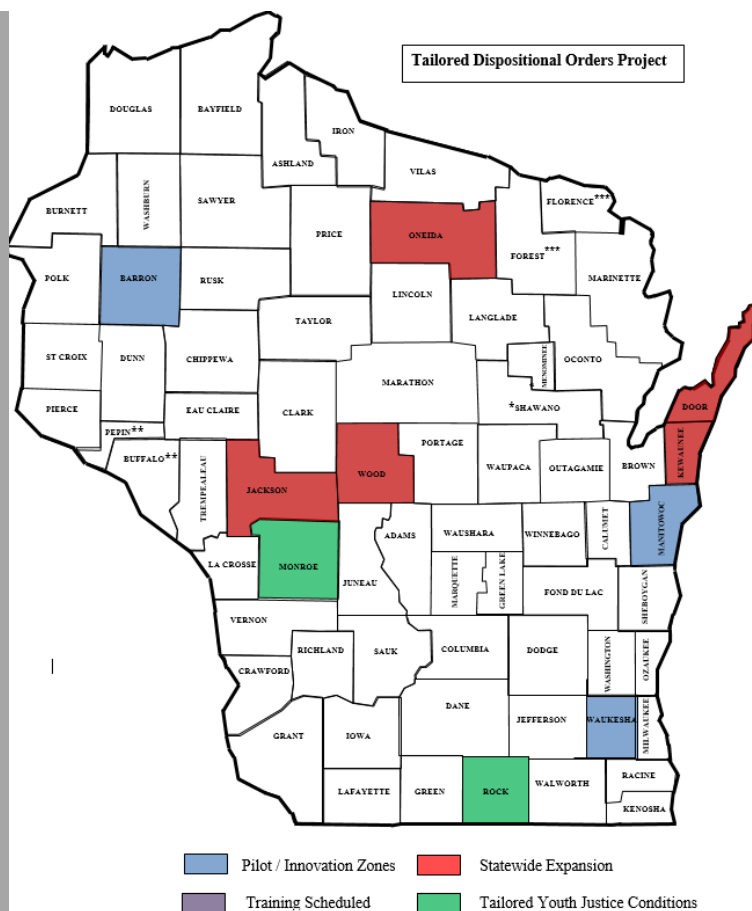 Tailored Dispositional Orders Project
DOUGLAS
BAYFIELD
IRON
ASHLAND
VILAS
FLORENCE***
WASHBURN
SAWYER
BURNETT
PRICE
ONEIDA
FOREST***
MARINETTE
POLK
BARRON
RUSK
LINCOLN
LANGLADE
TAYLOR
MENOMINEE
OCONTO
ST CROIX
DUNN
CHIPPEWA
MARATHON
*
*SHAWANO
PIERCE
EAU CLAIRE
CLARK
DOOR
PEPIN**
BUFFALO**
TREMPEALEAU
JACKSON
WOOD
PORTAGE
WAUPACA
OUTAGAMIE
BROWN
KEWAUNEE
ADAMS
WAUSHARA
WINNEBAGO
CALUMET
MANITOWOC
LA CROSSE
MONROE
JUNEAU
MARQUETTE
GREEN LAKE
FOND DU LAC
SHEBOYGAN
VERNON
RICHLAND
SAUK
COLUMBIA
DODGE
WASHINGTON
OZAUKEE
CRAWFORD
DANE
JEFFERSON
WAUKESHA
MILWAUKEE
GRANT
IOWA
LAFAYETTE
GREEN
ROCK
WALWORTH
RACINE
KENOSHA
Pilot / Innovation Zones
Statewide Expansion
Training Scheduled
Tailored Youth Justice Conditions